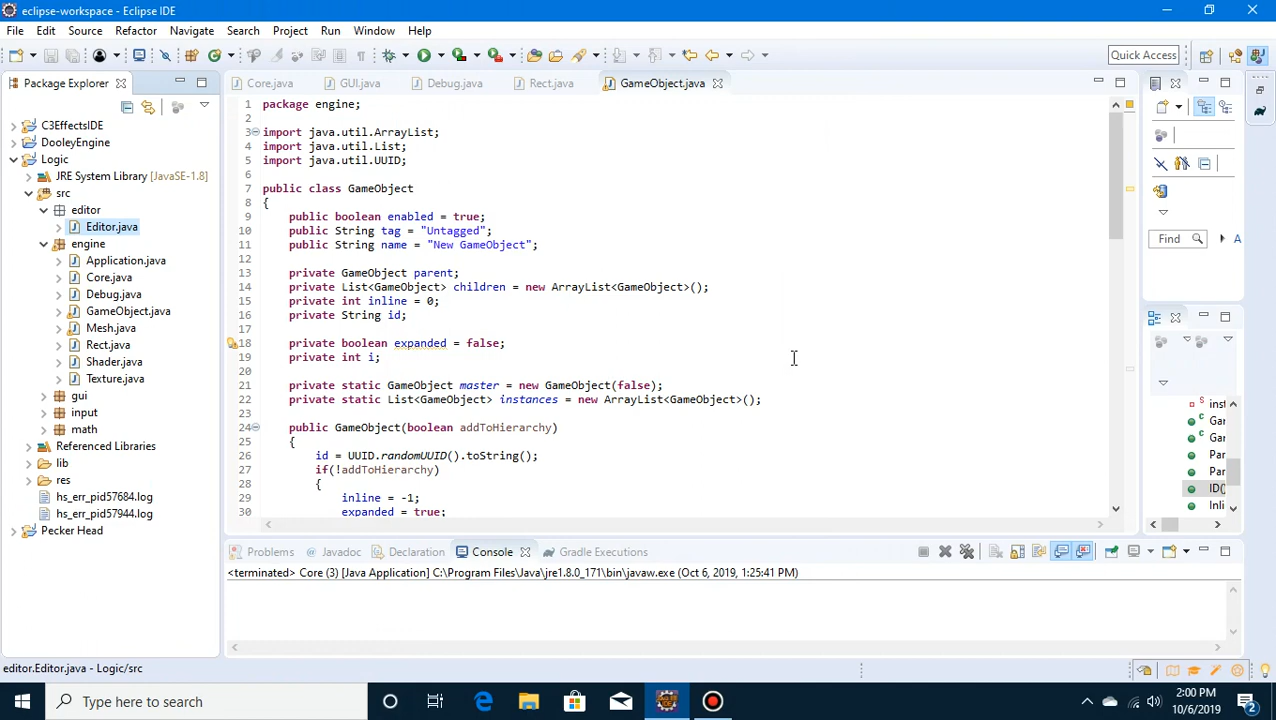 eclipse-workspace - Eclipse IDE
File Edit Source Refactor Navigate Search Project Run Window Help
Quick Access
Package Explorer
C3EffectsIDE
DooleyEngine
Logic
JRE System Library [JavaSE-1.8]
src
editor
Editor.java
engine
Application.java
Core.java
Debug.java
GameObject.java
Mesh.java
Rect.java
Shader.java
Texture.java
gui
input
math
Referenced Libraries
lib
res
hs_err_pid57684.log
hs_err_pid57944.log
Pecker Head
Core.java GUI.java Debug.java Rect.java GameObject.java
1 package engine;
2
3 import java.util.ArrayList;
4 import java.util.List;
5 import java.util.UUID;
6
7 public class GameObject
8 {
9 public boolean enabled = true;
10 public String tag = "Untagged";
11 public String name = "New GameObject";
12
13 private GameObject parent;
14 private List<GameObject> children = new ArrayList<GameObject>();
15 private int inline = 0;
16 private String id;
17
18 private boolean expanded = false;
19 private int i;
20
21 private static GameObject master = new GameObject(false);
22 private static List<GameObject> instances = new ArrayList<GameObject>();
23
24 public GameObject(boolean addToHierarchy)
25 {
26 id = UUID.randomUUID().toString();
27 if(!addToHierarchy)
28 {
29 inline = -1;
30 expanded = true;
Find A
inst
Gar
Gar
Par
Par
ID()
Inli
Problems Javadoc Declaration Console Gradle Executions
<terminated> Core (3) [Java Application] C:\Program Files\Java\jre1.8.0_171\bin\javaw.exe (Oct 6, 2019, 1:25:41 PM)
editor.Editor.java - Logic/src
Type here to search
2:00 PM
10/6/2019
2